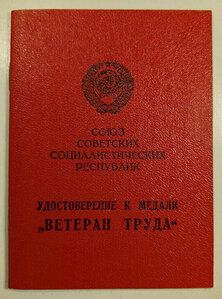 СОЮЗ
СОВЕТСКИХ
СОЦИАЛИСТИЧЕСКИХ
РЕСПУБЛИК
УДОСТОВЕРЕНИЕ К МЕДАЛИ
„ВЕТЕРАН ТРУДА“